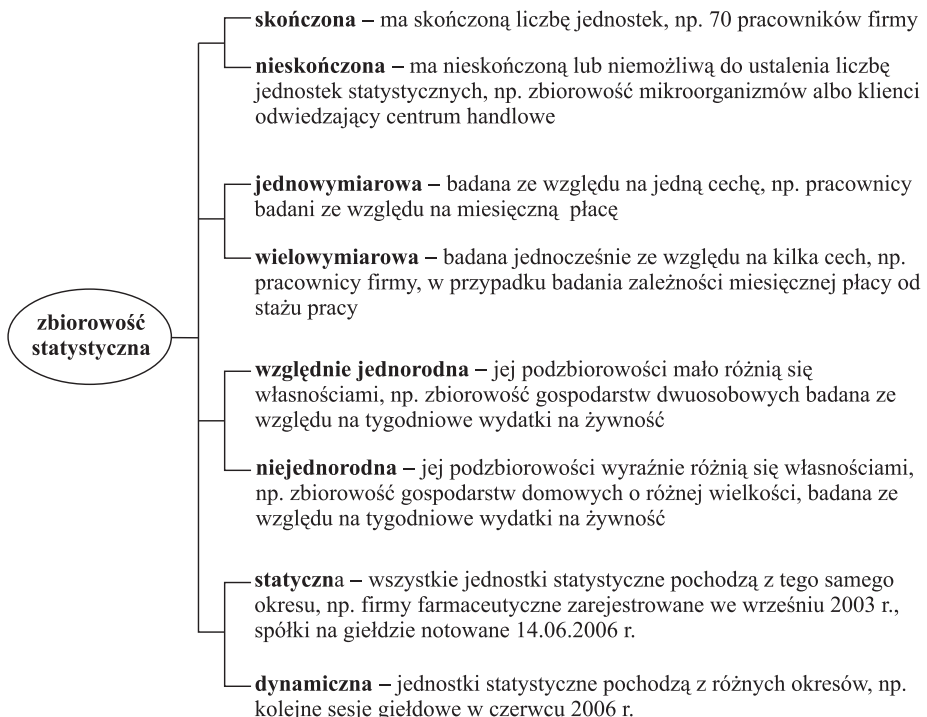 skończona – ma skończoną liczbę jednostek, np. 70 pracowników firmy
nieskończona – ma nieskończoną lub niemożliwą do ustalenia liczbę
jednostek statystycznych, np. zbiorowość mikroorganizmów albo klienci
odwiedzający centrum handlowe
jednowymiarowa – badana ze względu na jedną cechę, np. pracownicy
badani ze względu na miesięczną płacę
wielowymiarowa – badana jednocześnie ze względu na kilka cech, np.
pracownicy firmy, w przypadku badania zależności miesięcznej płacy od
stażu pracy
zbiorowość
statystyczna
względnie jednorodna – jej podzbiorowości mało różnią się
własnościami, np. zbiorowość gospodarstw dwuosobowych badana ze
względu na tygodniowe wydatki na żywność
niejednorodna – jej podzbiorowości wyraźnie różnią się własnościami,
np. zbiorowość gospodarstw domowych o różnej wielkości, badana ze
względu na tygodniowe wydatki na żywność
statyczna – wszystkie jednostki statystyczne pochodzą z tego samego
okresu, np. firmy farmaceutyczne zarejestrowane we wrześniu 2003 r.,
spółki na giełdzie notowane 14.06.2006 r.
dynamiczna – jednostki statystyczne pochodzą z różnych okresów, np.
kolejne sesje giełdowe w czerwcu 2006 r.